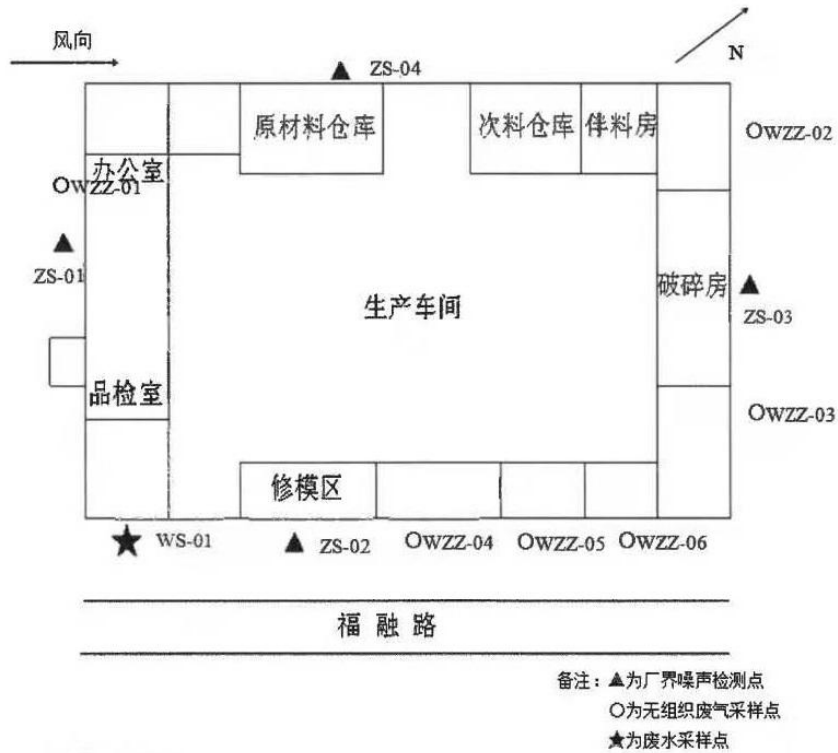 风向
ZS-04
N
原材料仓库
次料仓库
伴料房
OWZZ-02
办公室
OWZZ-01
ZS-01
生产车间
破碎房
ZS-03
品检室
OWZZ-03
修模区
WS-01
ZS-02
OWZZ-04
OWZZ-05
OWZZ-06
福融路
备注：▲为厂界噪声检测点
○为无组织废气采样点
★为废水采样点